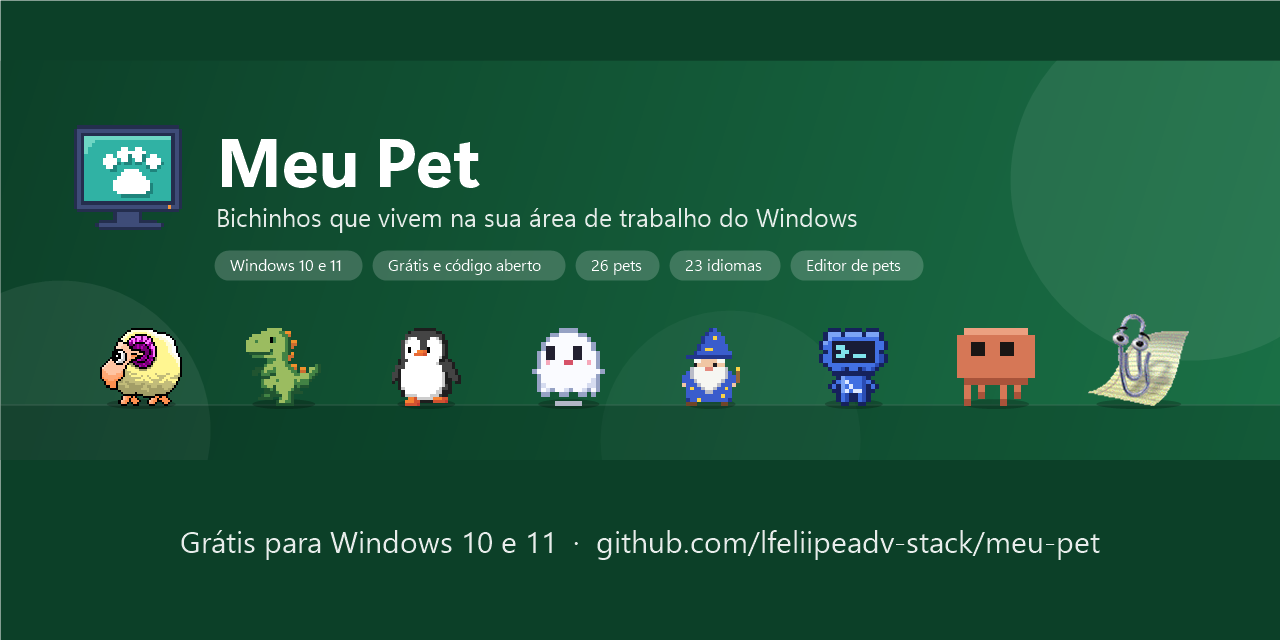 Meu Pet
Bichinhos que vivem na sua área de trabalho do Windows
Windows 10 e 11
Grátis e código aberto
26 pets
23 idiomas
Editor de pets
Grátis para Windows 10 e 11 · github.com/lfeliipeadv-stack/meu-pet